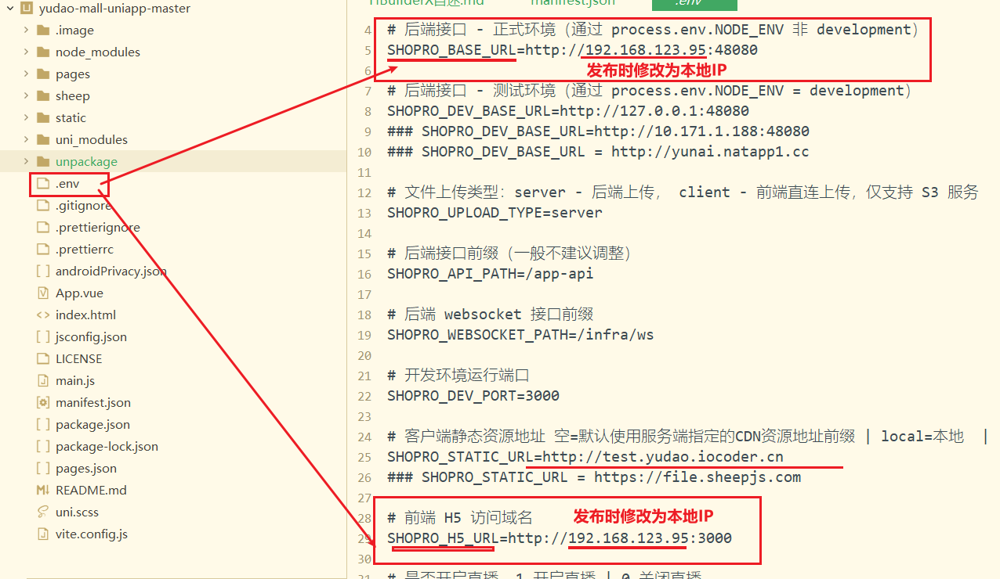 yudao-mall-uniapp-master
.image
node_modules
pages
sheep
static
uni_modules
unpackage
.env
.gitignore
.prettierignore
.prettierrc
androidPrivacy.json
App.vue
index.html
jsconfig.json
LICENSE
main.js
manifest.json
package.json
package-lock.json
pages.json
README.md
uni.scss
vite.config.js
HBuilderX自述.md manifest.json .env
4 # 后端接口 - 正式环境（通过 process.env.NODE_ENV 非 development）
5 SHOPRO_BASE_URL=http://192.168.123.95:48080
6 发布时修改为本地IP
7 # 后端接口 - 测试环境（通过 process.env.NODE_ENV = development）
8 SHOPRO_DEV_BASE_URL=http://127.0.0.1:48080
9 ### SHOPRO_DEV_BASE_URL=http://10.171.1.188:48080
10 ### SHOPRO_DEV_BASE_URL = http://yunai.natapp1.cc
11
12 # 文件上传类型：server - 后端上传， client - 前端直连上传，仅支持 S3 服务
13 SHOPRO_UPLOAD_TYPE=server
14
15 # 后端接口前缀（一般不建议调整）
16 SHOPRO_API_PATH=/app-api
17
18 # 后端 websocket 接口前缀
19 SHOPRO_WEBSOCKET_PATH=/infra/ws
20
21 # 开发环境运行端口
22 SHOPRO_DEV_PORT=3000
23
24 # 客户端静态资源地址 空=默认使用服务端指定的CDN资源地址前缀 | local=本地 |
25 SHOPRO_STATIC_URL=http://test.yudao.iocoder.cn
26 ### SHOPRO_STATIC_URL = https://file.sheepjs.com
27
28 # 前端 H5 访问域名 发布时修改为本地IP
29 SHOPRO_H5_URL=http://192.168.123.95:3000
30
31 # 是否开启直播 1 开启直播 | 0 关闭直播